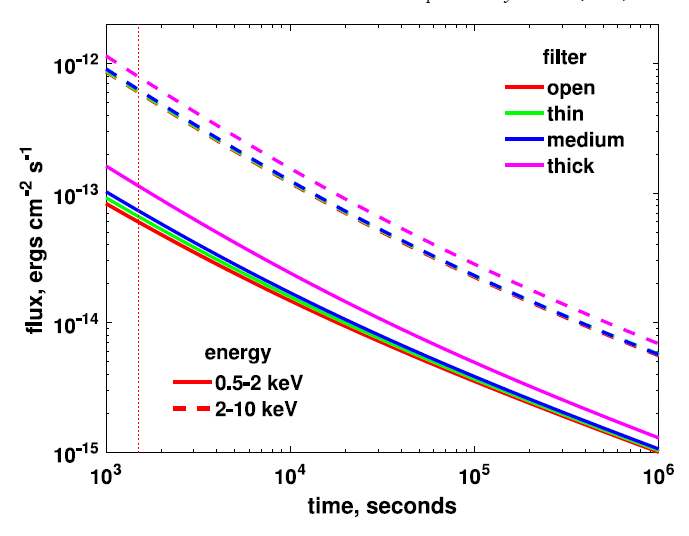 10^-12
10^-13
10^-14
10^-15
flux, ergs cm^-2 s^-1
filter
open
thin
medium
thick
energy
0.5-2 keV
2-10 keV
10^3
10^4
10^5
10^6
time, seconds